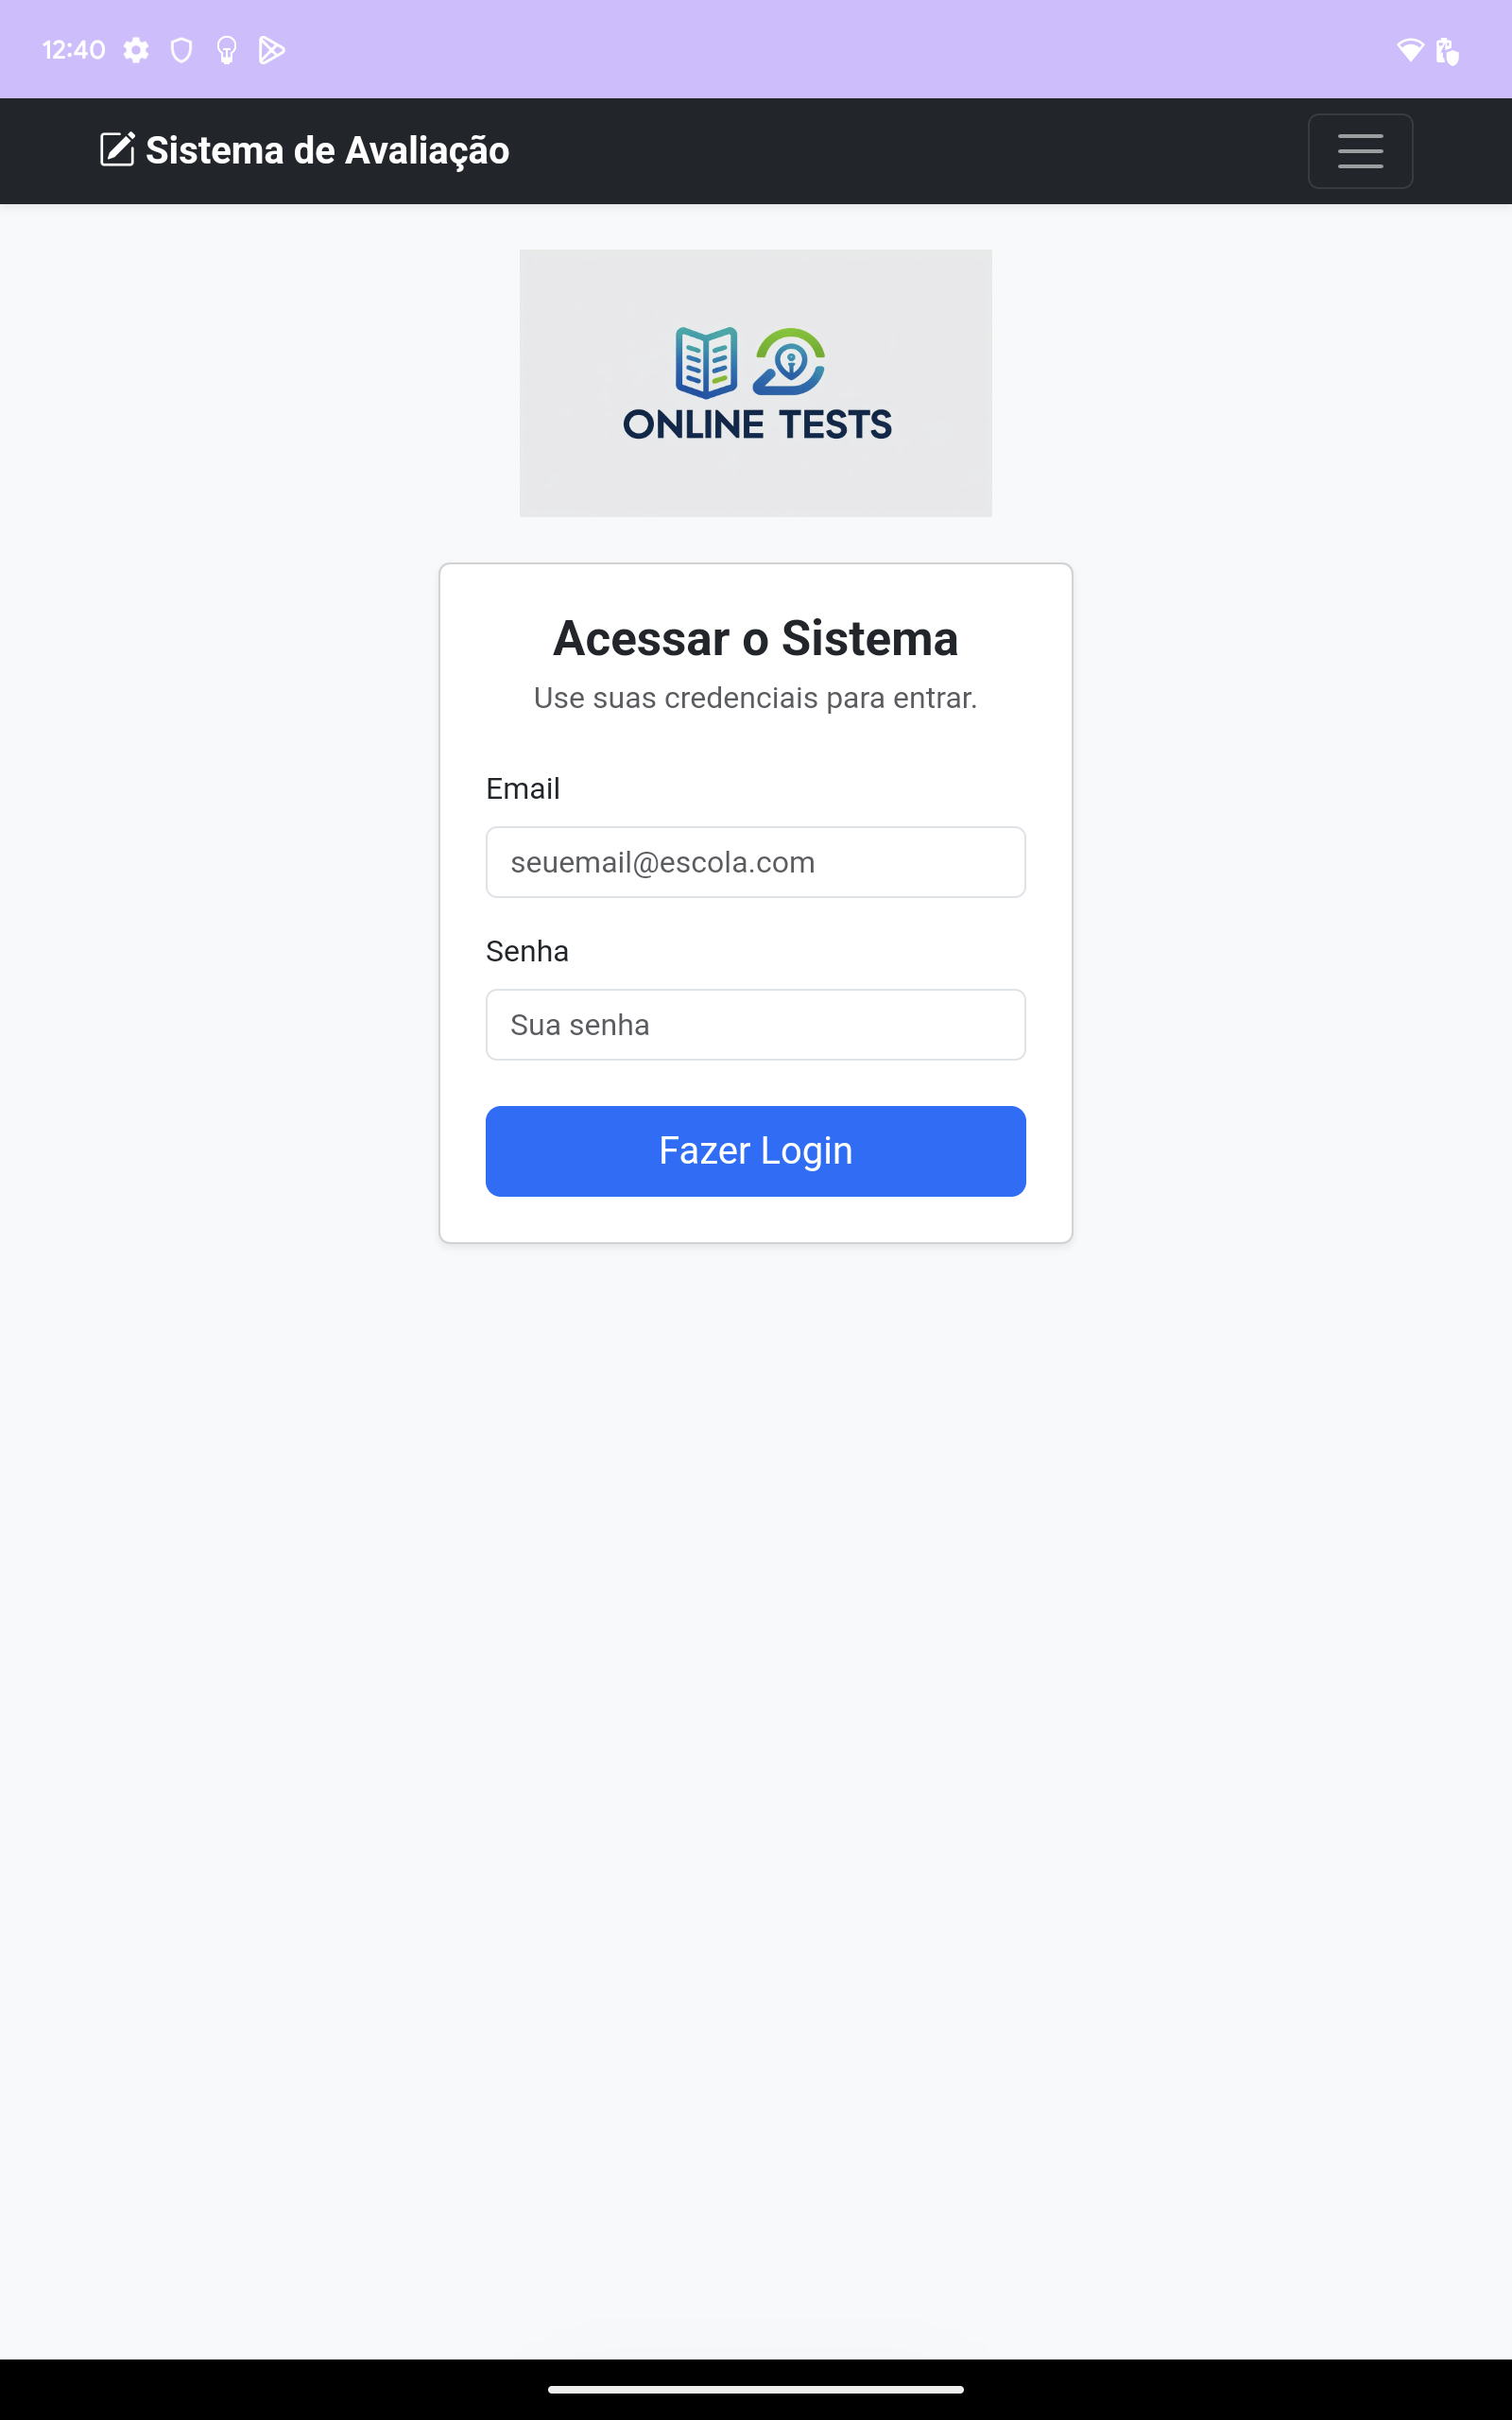 12:40
Sistema de Avaliação
ONLINE TESTS
Acessar o Sistema
Use suas credenciais para entrar.
Email
seuemail@escola.com
Senha
Sua senha
Fazer Login